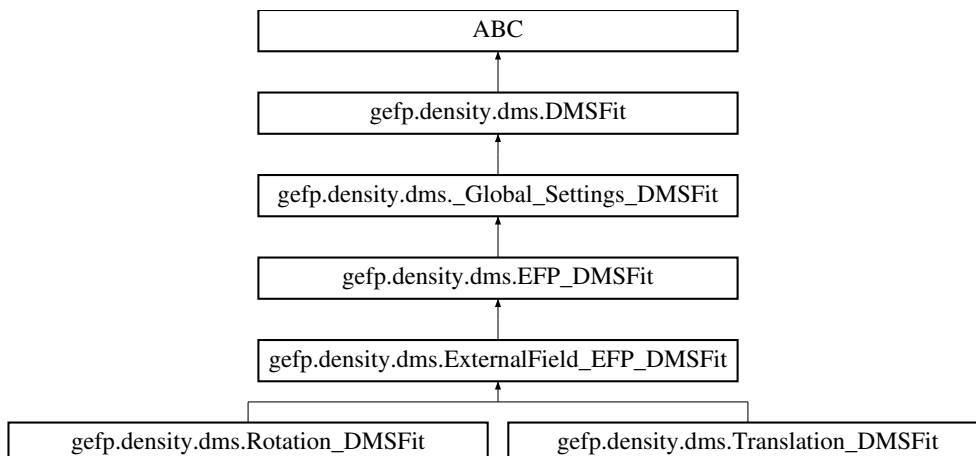 ABC
gefp.density.dms.DMSFit
gefp.density.dms._Global_Settings_DMSFit
gefp.density.dms.EFP_DMSFit
gefp.density.dms.ExternalField_EFP_DMSFit
gefp.density.dms.Rotation_DMSFit gefp.density.dms.Translation_DMSFit